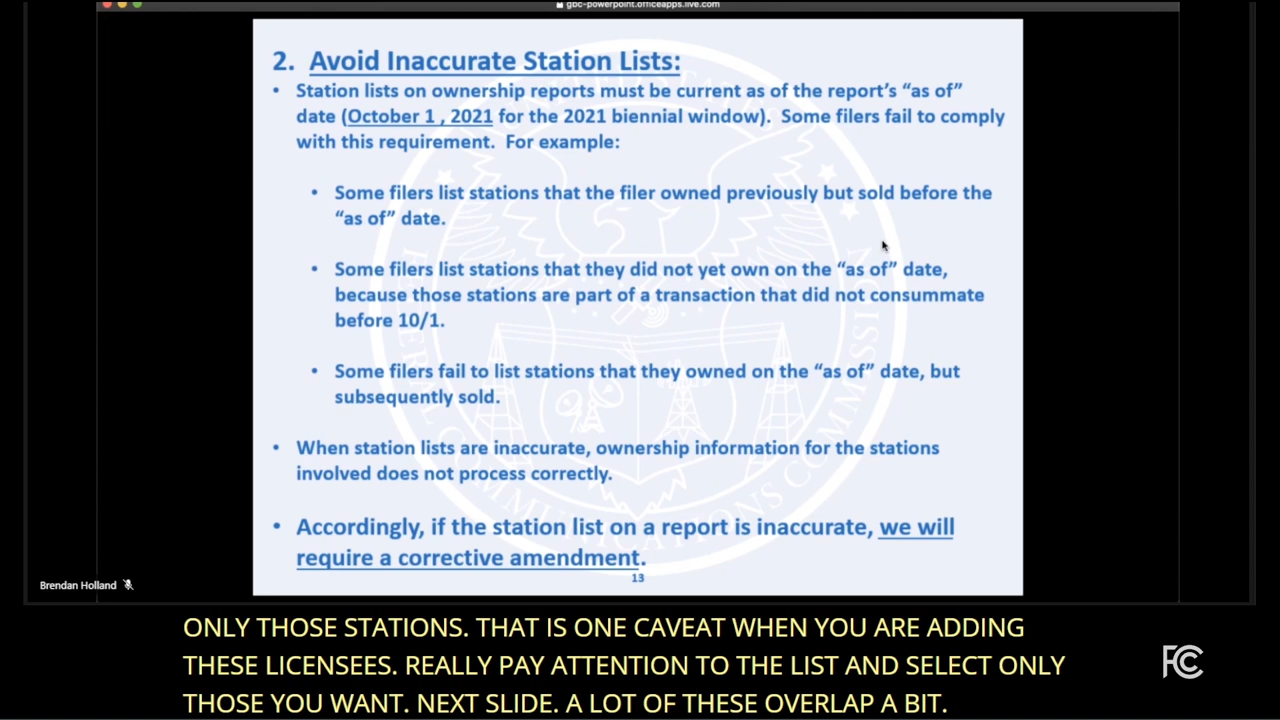 gbc-powerpoint.officeapps.live.com
2. Avoid Inaccurate Station Lists:
• Station lists on ownership reports must be current as of the report’s “as of”
date (October 1 , 2021 for the 2021 biennial window). Some filers fail to comply
with this requirement. For example:
• Some filers list stations that the filer owned previously but sold before the
“as of” date.
• Some filers list stations that they did not yet own on the “as of” date,
because those stations are part of a transaction that did not consummate
before 10/1.
• Some filers fail to list stations that they owned on the “as of” date, but
subsequently sold.
• When station lists are inaccurate, ownership information for the stations
involved does not process correctly.
• Accordingly, if the station list on a report is inaccurate, we will
require a corrective amendment.
13
Brendan Holland
ONLY THOSE STATIONS. THAT IS ONE CAVEAT WHEN YOU ARE ADDING
THESE LICENSEES. REALLY PAY ATTENTION TO THE LIST AND SELECT ONLY
THOSE YOU WANT. NEXT SLIDE. A LOT OF THESE OVERLAP A BIT.
FCC